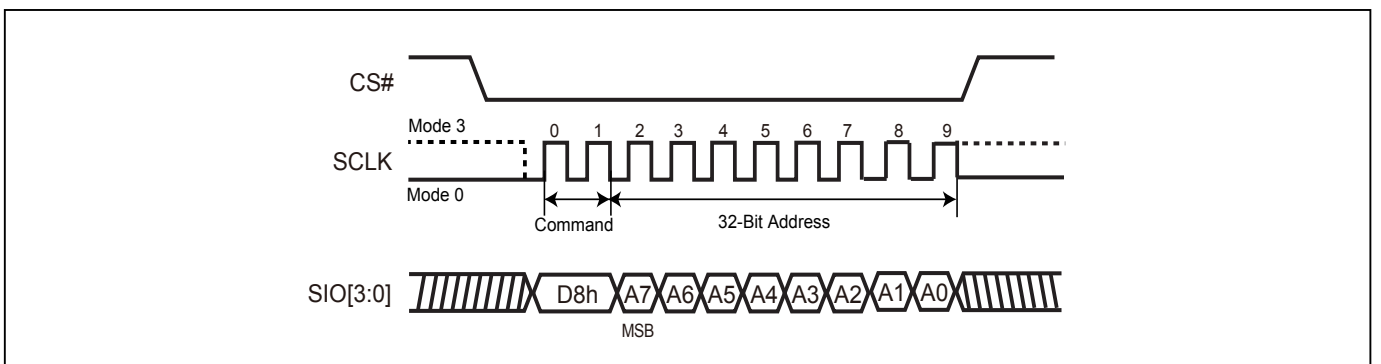 CS#
Mode 3
0 1 2 3 4 5 6 7 8 9
SCLK
Mode 0
Command
32-Bit Address
SIO[3:0]
D8h A7 A6 A5 A4 A3 A2 A1 A0
MSB